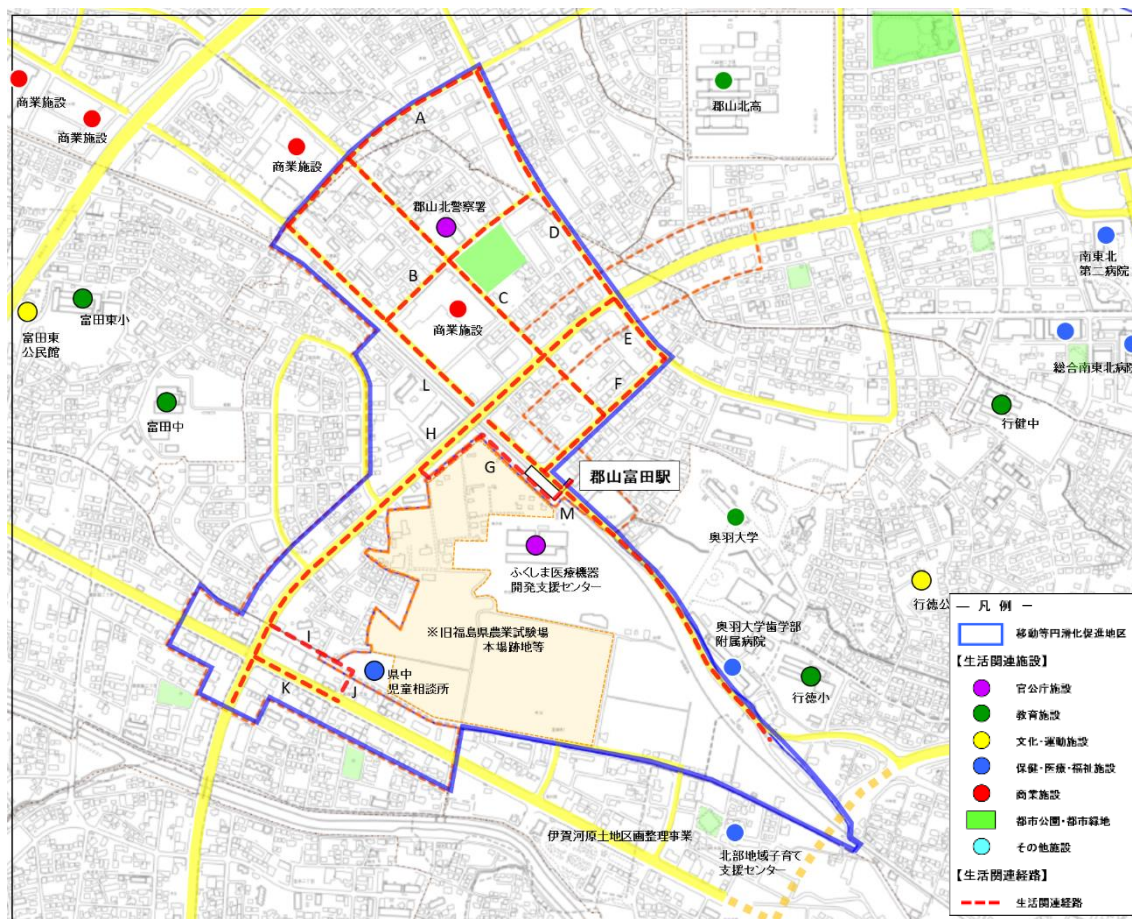 商業施設
商業施設
商業施設
A
郡山北高
郡山北警察署
D
B
C
商業施設
南東北
第二病院
富田東小
富田東
公民館
E
総合南東北病院
L
F
富田中
行健中
H
G
郡山富田駅
M
奥羽大学
ふくしま医療機器
開発支援センター
行徳公
I
※旧福島県農業試験場
本場跡地等
奥羽大学歯学部
附属病院
県中
児童相談所
J
K
行徳小
伊賀河原土地区画整理事業
北部地域子育て
支援センター
― 凡 例 ―
移動等円滑化促進地区
【生活関連施設】
官公庁施設
教育施設
文化・運動施設
保健・医療・福祉施設
商業施設
都市公園・都市緑地
その他施設
【生活関連経路】
生活関連経路